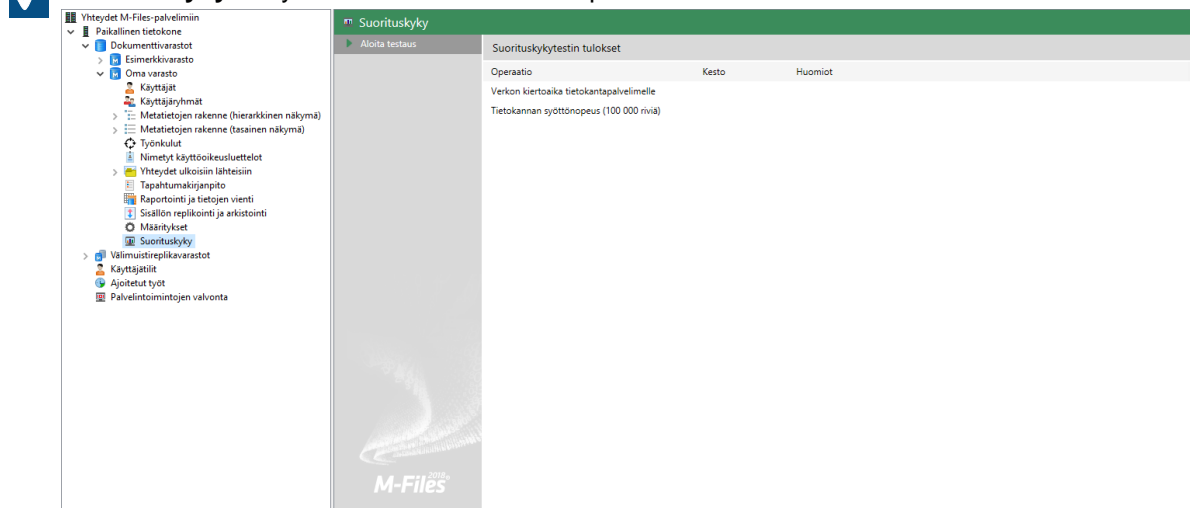 Yhteydet M-Files-palvelimiin
Paikallinen tietokone
Dokumenttivarastot
Esimerkkivarasto
Oma varasto
Käyttäjät
Käyttäjäryhmät
Metatietojen rakenne (hierarkkinen näkymä)
Metatietojen rakenne (tasainen näkymä)
Työnkulut
Nimetyt käyttöoikeusluettelot
Yhteydet ulkoisiin lähteisiin
Tapahtumakirjanpito
Raportointi ja tietojen vienti
Sisällön replikointi ja arkistointi
Määritykset
Suorituskyky
Välimuistireplikavarastot
Käyttäjätilit
Ajoitetut työt
Palvelintoimintojen valvonta
Suorituskyky
Aloita testaus
Suorituskykytestin tulokset
Operaatio Kesto Huomiot
Verkon kiertoaika tietokantapalvelimelle
Tietokannan syöttönopeus (100 000 riviä)
M-Files 2018®